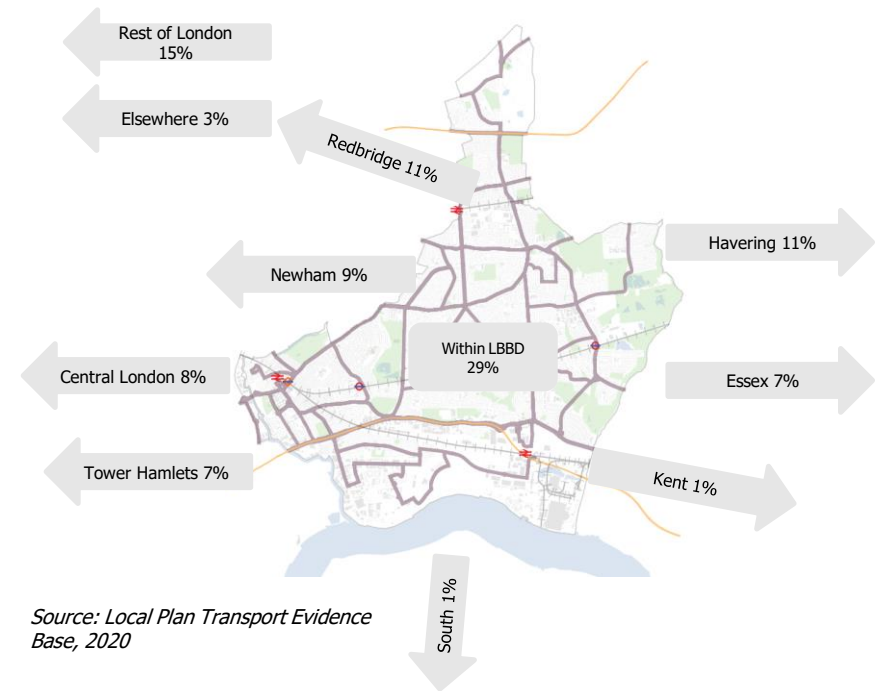 Rest of London
15%
Elsewhere 3%
Redbridge 11%
Havering 11%
Newham 9%
Within LBBD
29%
Central London 8%
Essex 7%
Tower Hamlets 7%
Kent 1%
South 1%
Source: Local Plan Transport Evidence
Base, 2020